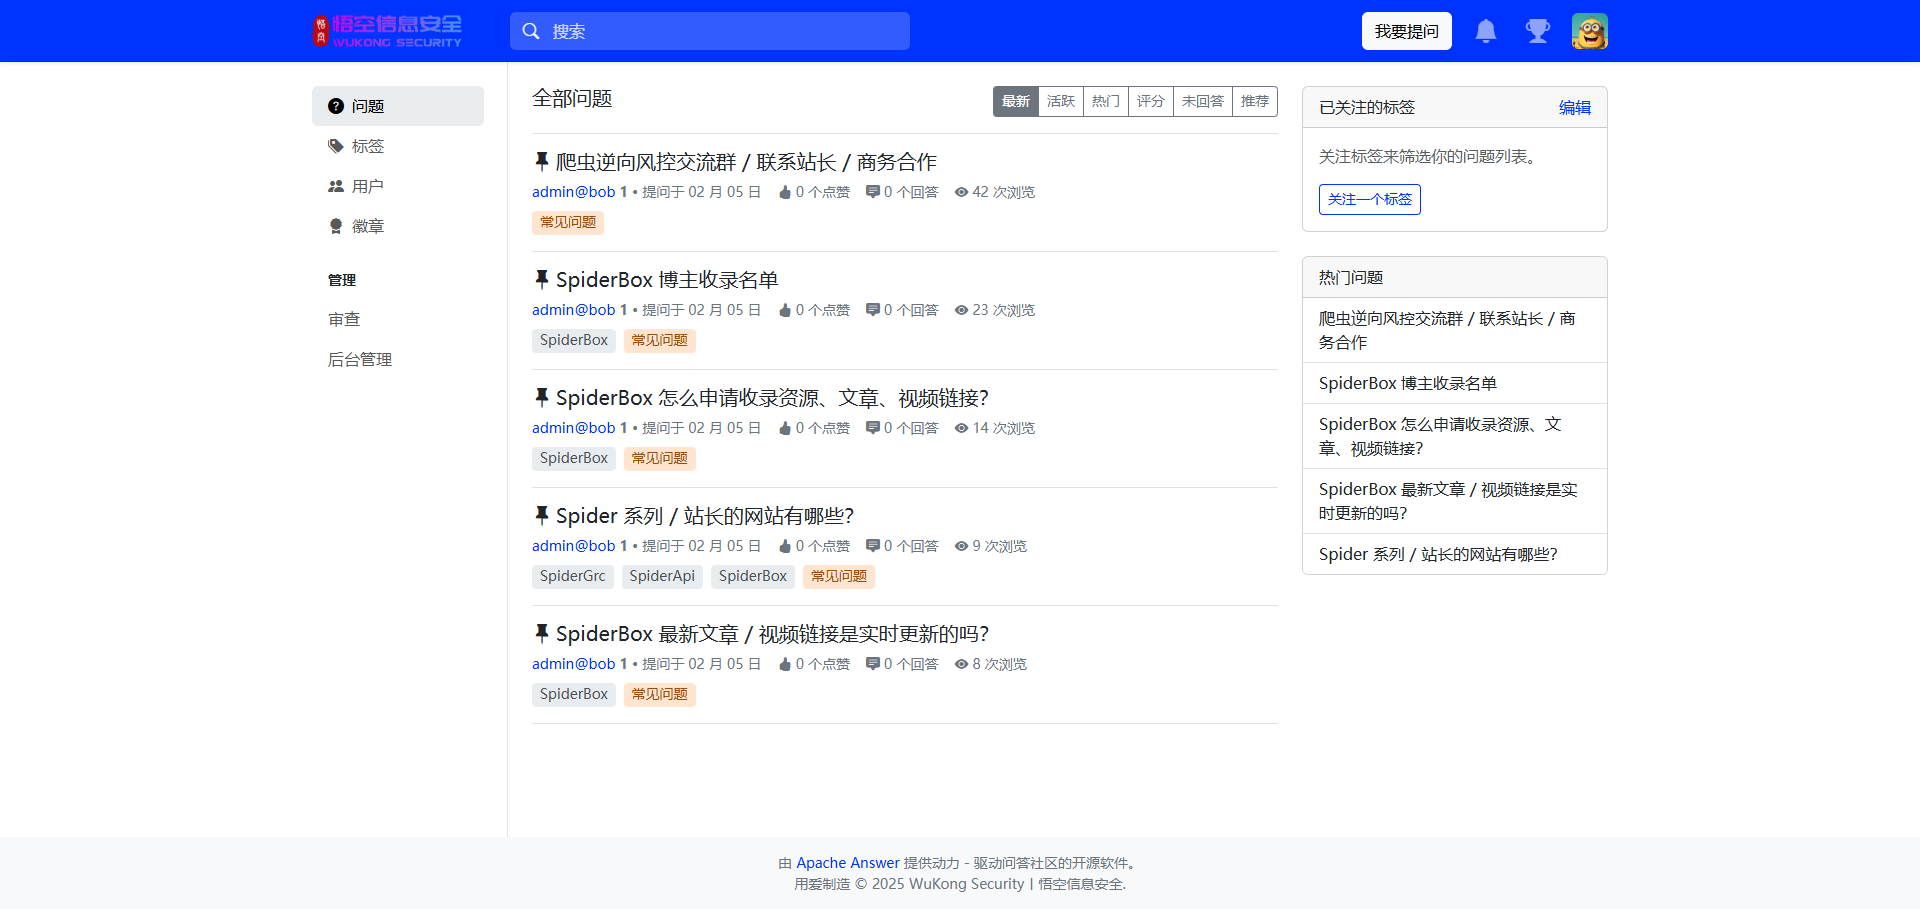 悟空信息安全
WUKONG SECURITY
搜索
我要提问
问题
标签
用户
徽章
管理
审查
后台管理
全部问题
最新 活跃 热门 评分 未回答 推荐
爬虫逆向风控交流群 / 联系站长 / 商务合作
admin@bob 1 • 提问于 02 月 05 日 0 个点赞 0 个回答 42 次浏览
常见问题
SpiderBox 博主收录名单
admin@bob 1 • 提问于 02 月 05 日 0 个点赞 0 个回答 23 次浏览
SpiderBox 常见问题
SpiderBox 怎么申请收录资源、文章、视频链接?
admin@bob 1 • 提问于 02 月 05 日 0 个点赞 0 个回答 14 次浏览
SpiderBox 常见问题
Spider 系列 / 站长的网站有哪些?
admin@bob 1 • 提问于 02 月 05 日 0 个点赞 0 个回答 9 次浏览
SpiderGrc SpiderApi SpiderBox 常见问题
SpiderBox 最新文章 / 视频链接是实时更新的吗?
admin@bob 1 • 提问于 02 月 05 日 0 个点赞 0 个回答 8 次浏览
SpiderBox 常见问题
已关注的标签 编辑
关注标签来筛选你的问题列表。
关注一个标签
热门问题
爬虫逆向风控交流群 / 联系站长 / 商
务合作
SpiderBox 博主收录名单
SpiderBox 怎么申请收录资源、文
章、视频链接?
SpiderBox 最新文章 / 视频链接是实
时更新的吗?
Spider 系列 / 站长的网站有哪些?
由 Apache Answer 提供动力 - 驱动问答社区的开源软件。
用爱制造 © 2025 WuKong Security丨悟空信息安全.